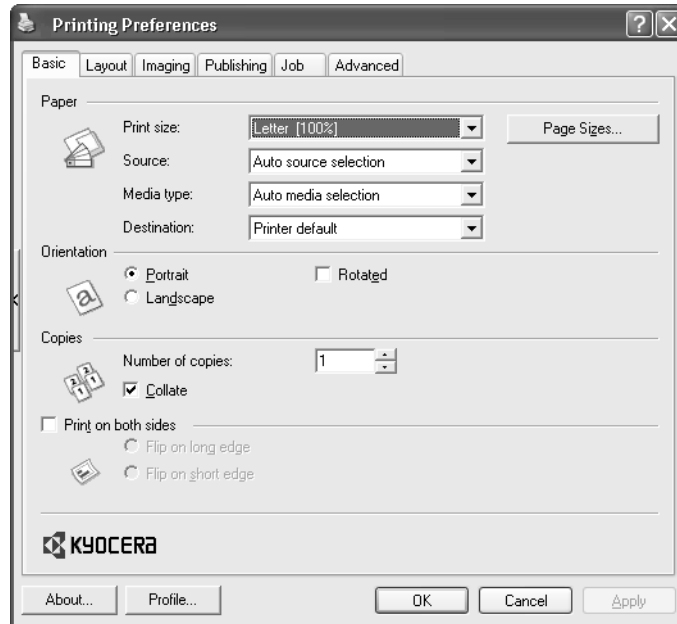 Printing Preferences
Basic Layout Imaging Publishing Job Advanced
Paper
Print size: Letter [100%] Page Sizes...
Source: Auto source selection
Media type: Auto media selection
Destination: Printer default
Orientation
Portrait Rotated
Landscape
Copies
Number of copies: 1
Collate
Print on both sides
Flip on long edge
Flip on short edge
KYOCERA
About... Profile... OK Cancel Apply